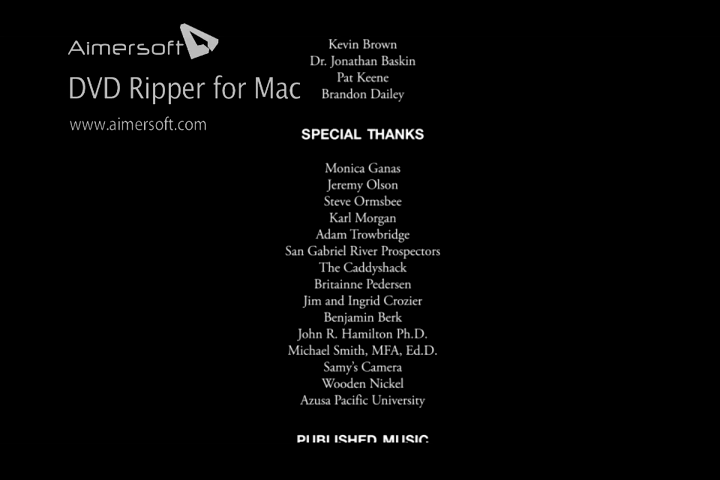 Aimersoft
DVD Ripper for Mac
www.aimersoft.com
Kevin Brown
Dr. Jonathan Baskin
Pat Keene
Brandon Dailey
SPECIAL THANKS
Monica Ganas
Jeremy Olson
Steve Ormsbee
Karl Morgan
Adam Trowbridge
San Gabriel River Prospectors
The Caddyshack
Britainne Pedersen
Jim and Ingrid Crozier
Benjamin Berk
John R. Hamilton Ph.D.
Michael Smith, MFA, Ed.D.
Samy's Camera
Wooden Nickel
Azusa Pacific University
PUBLISHED MUSIC